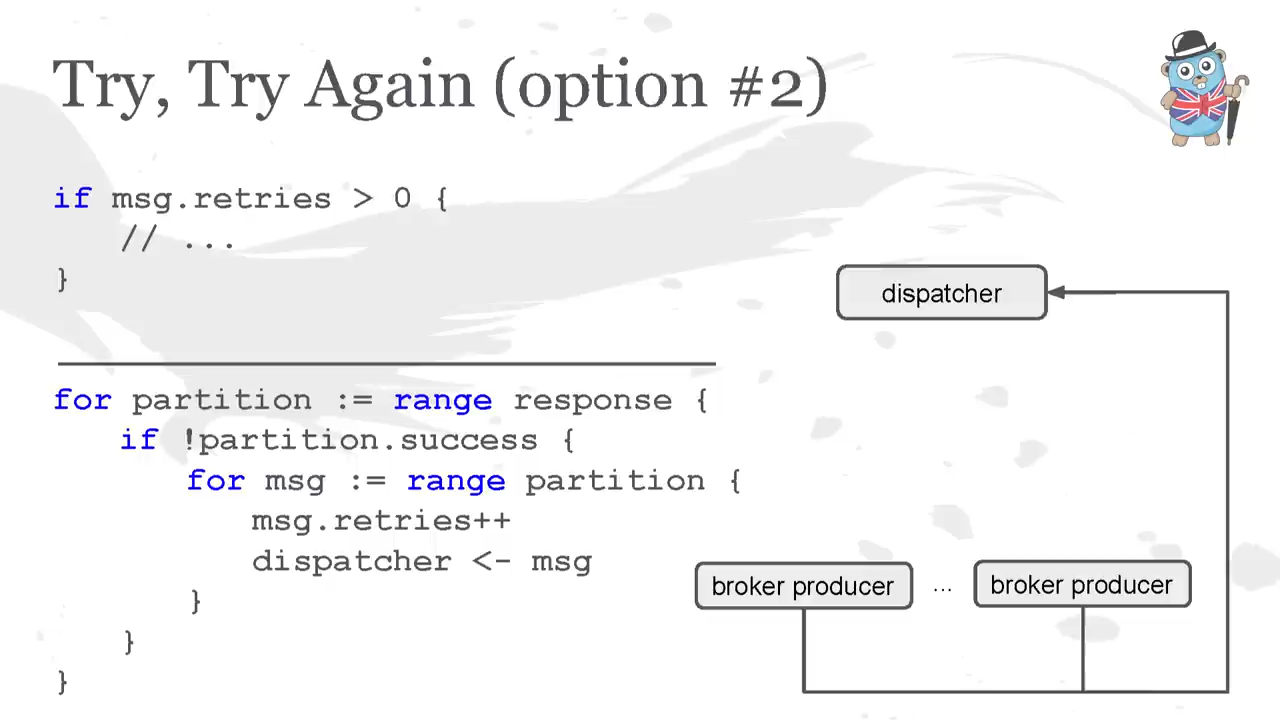 Try, Try Again (option #2)
if msg.retries > 0 {
// ...
}
for partition := range response {
if !partition.success {
for msg := range partition {
msg.retries++
dispatcher <- msg
}
}
}
dispatcher
broker producer
...
broker producer